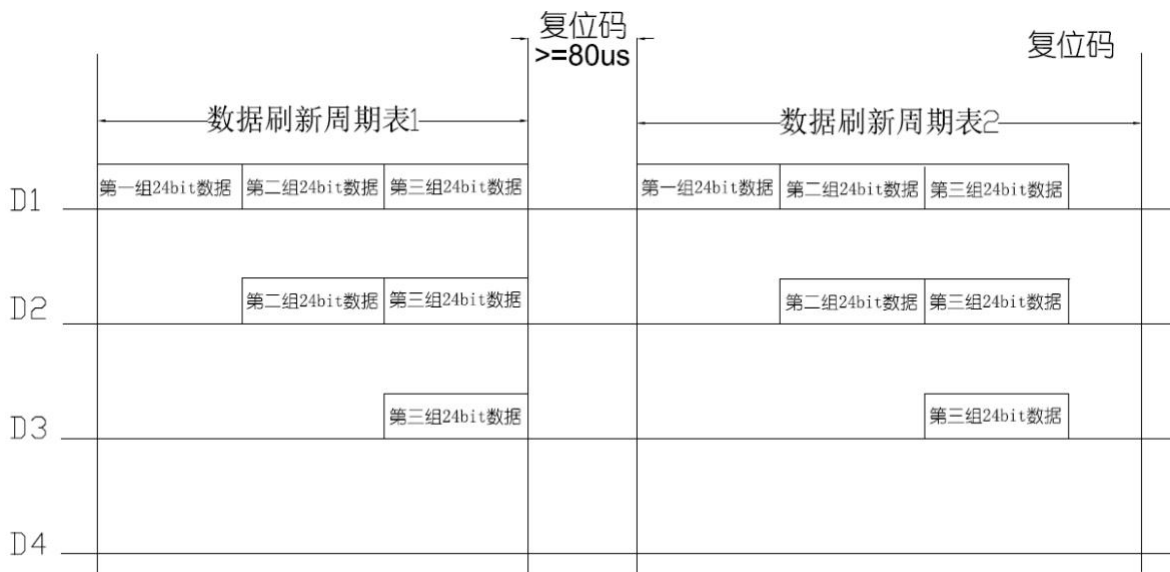 复位码
>=80us
复位码
数据刷新周期表1
数据刷新周期表2
D1
第一组24bit数据
第二组24bit数据
第三组24bit数据
第一组24bit数据
第二组24bit数据
第三组24bit数据
D2
第二组24bit数据
第三组24bit数据
第二组24bit数据
第三组24bit数据
D3
第三组24bit数据
第三组24bit数据
D4